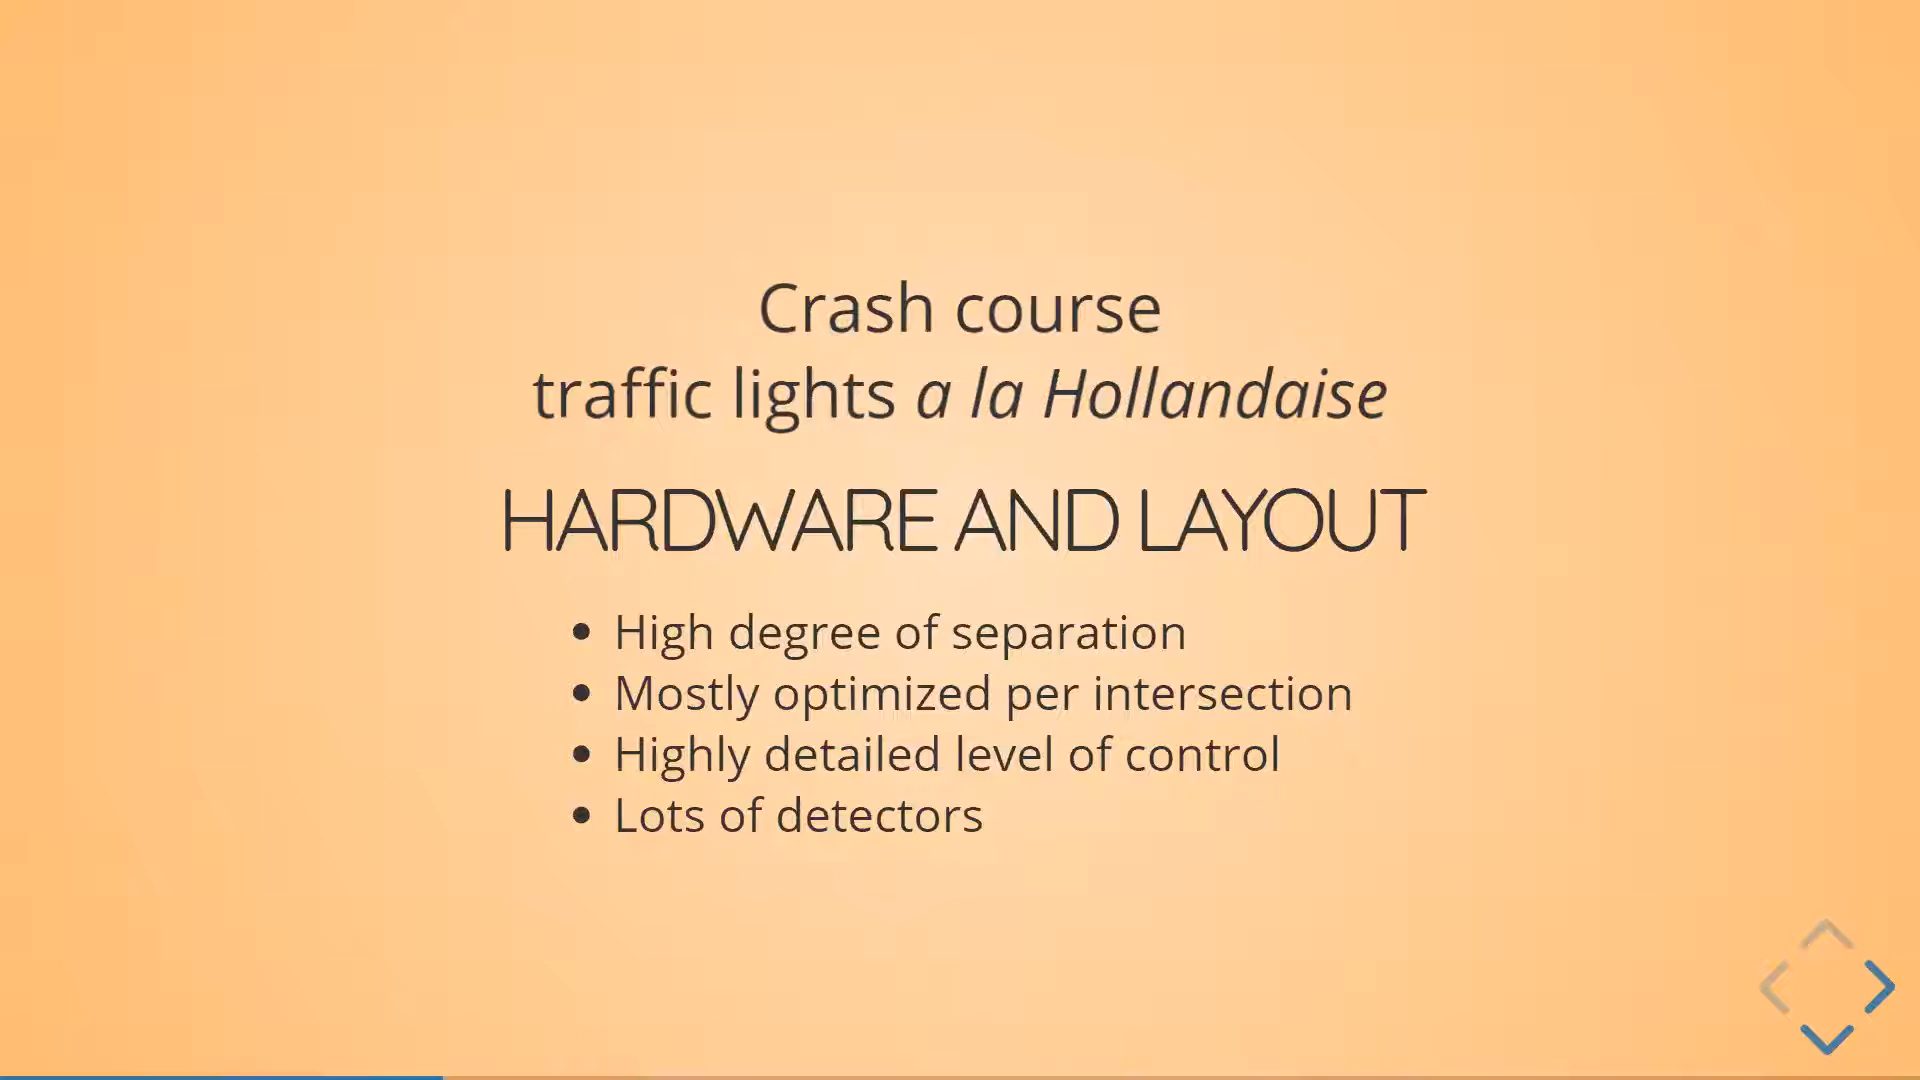 Crash course
traffic lights a la Hollandaise
HARDWARE AND LAYOUT
• High degree of separation
• Mostly optimized per intersection
• Highly detailed level of control
• Lots of detectors